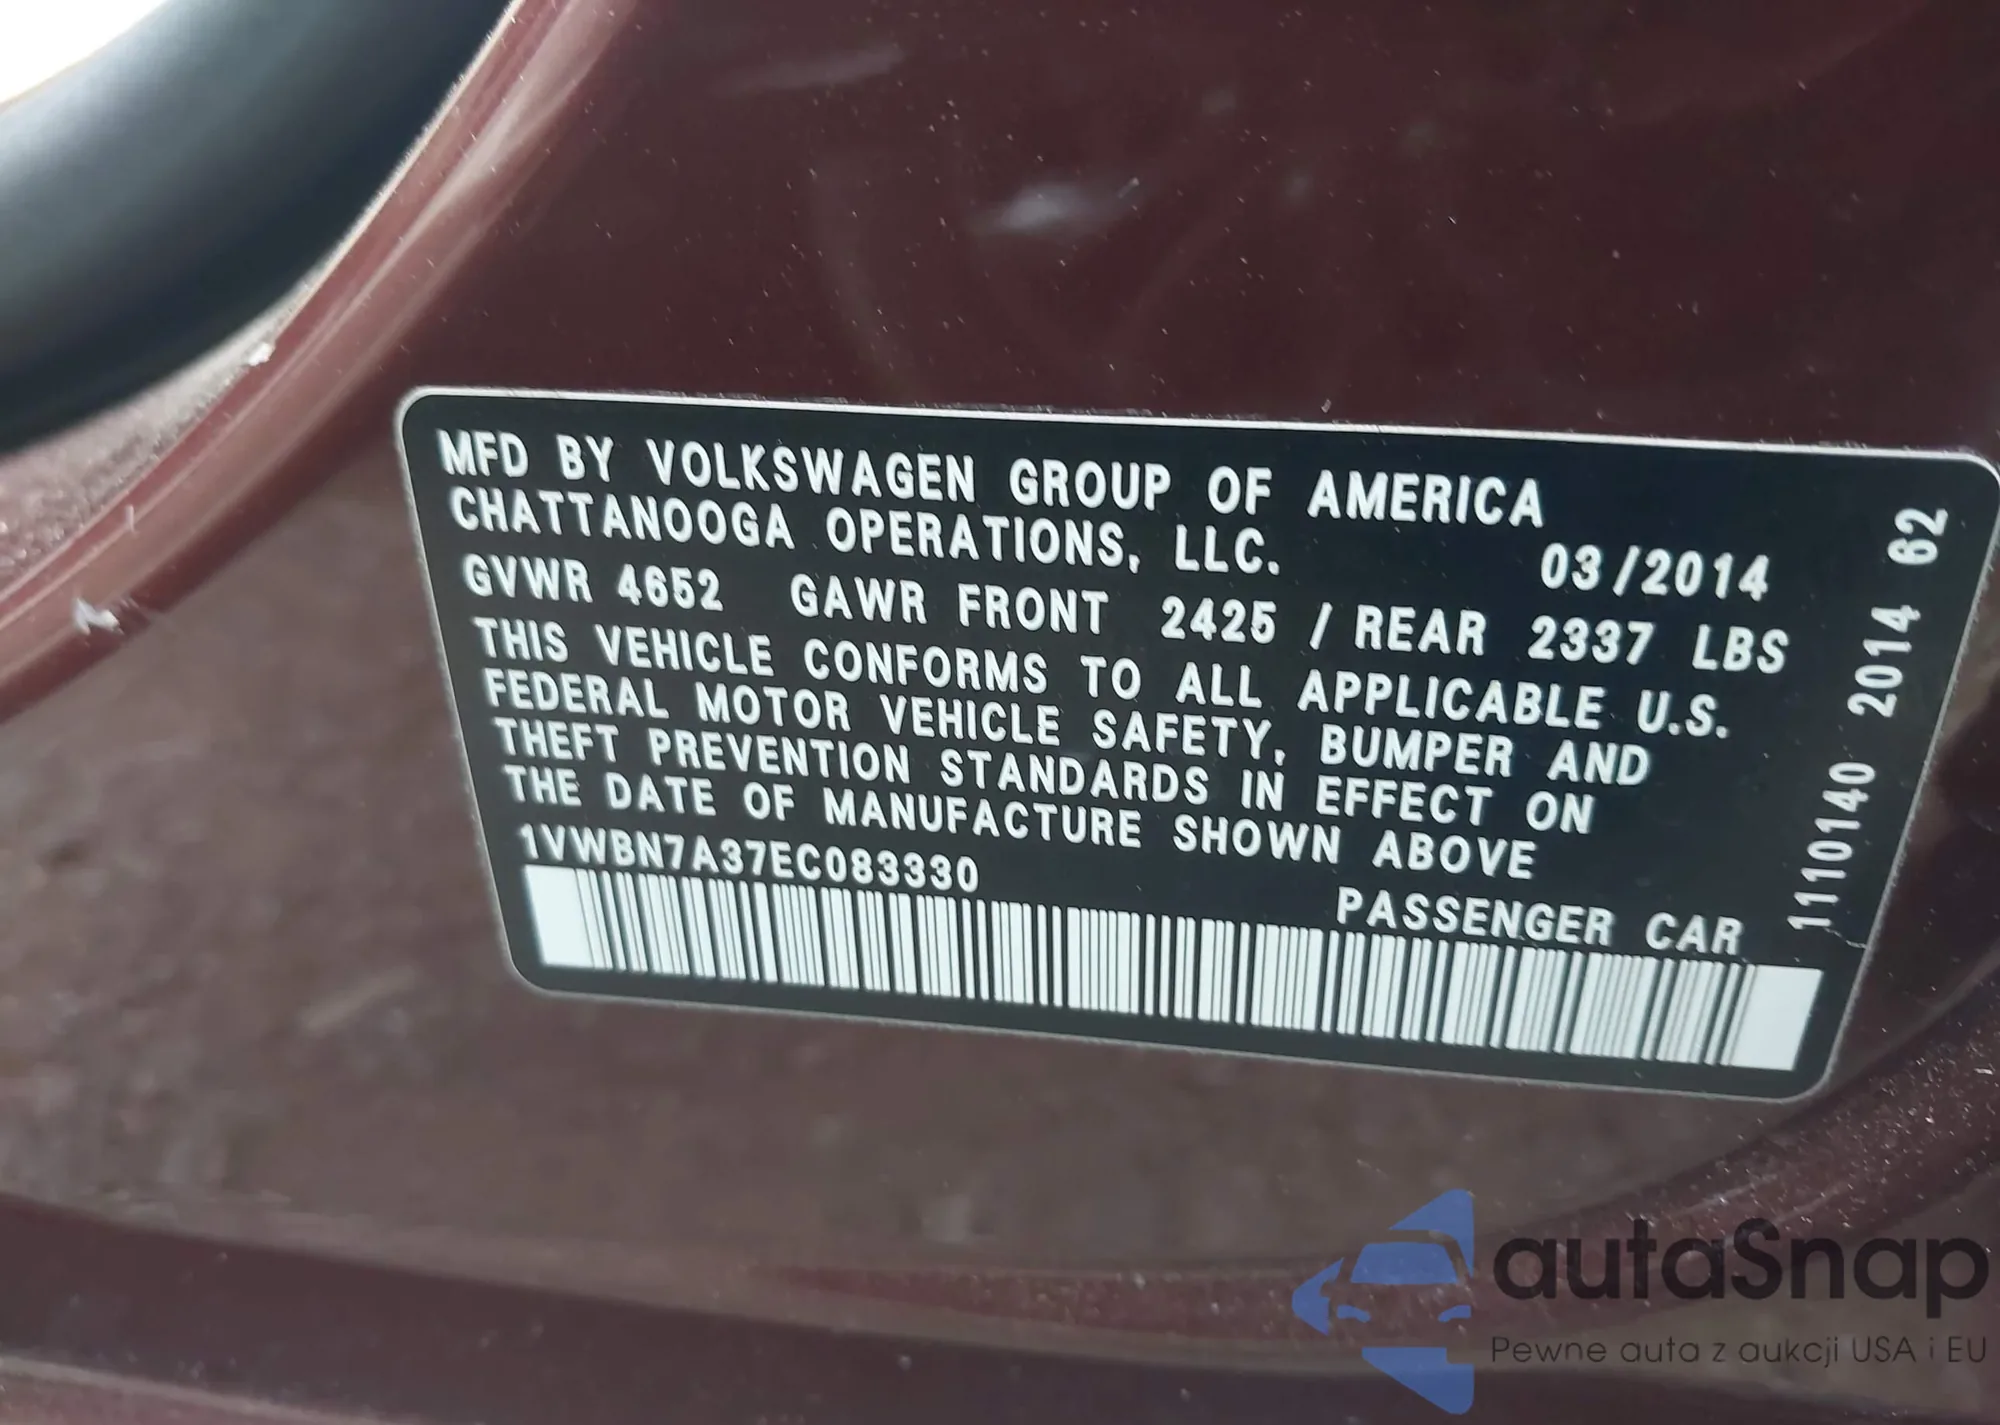 MFD BY VOLKSWAGEN GROUP OF AMERICA
CHATTANOOGA OPERATIONS, LLC.
03/2014
GVWR 4652 GAWR FRONT 2425 / REAR 2337 LBS
THIS VEHICLE CONFORMS TO ALL APPLICABLE U.S.
FEDERAL MOTOR VEHICLE SAFETY, BUMPER AND
THEFT PREVENTION STANDARDS IN EFFECT ON
THE DATE OF MANUFACTURE SHOWN ABOVE
1VWBN7A37EC083330
PASSENGER CAR
1110140 2014 62
autaSnap
Pewne auta z aukcji USA i EU